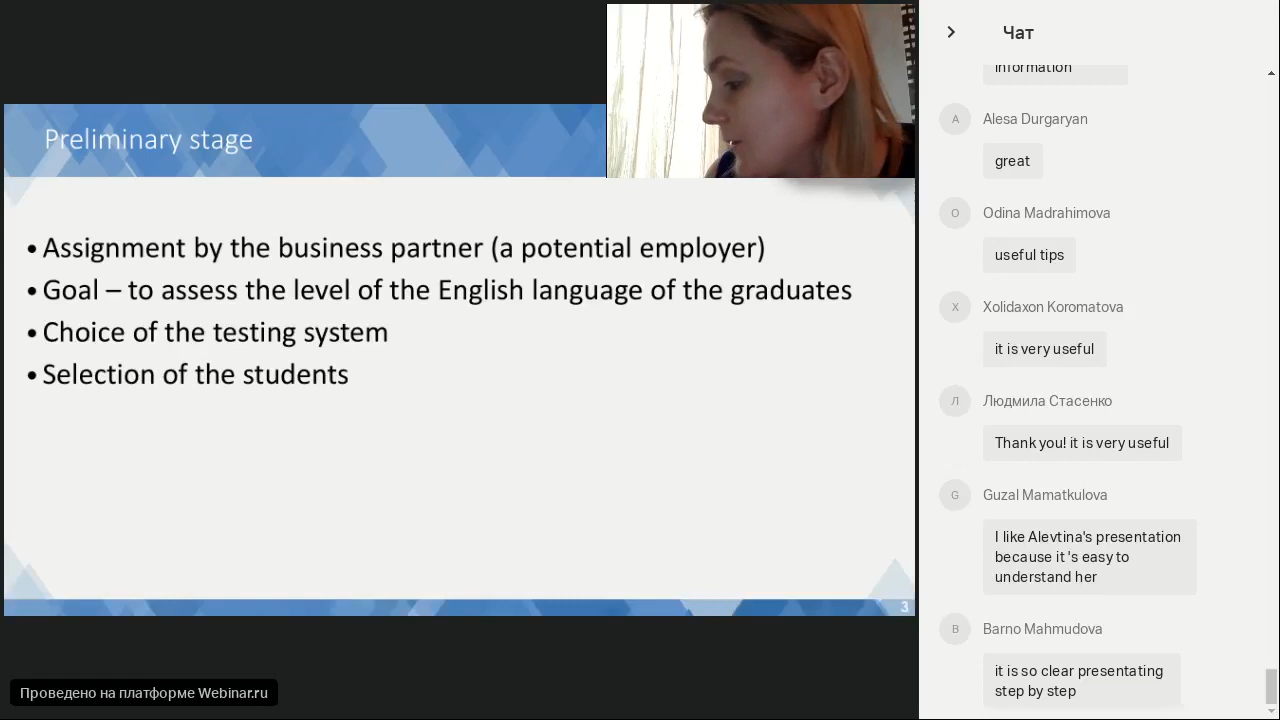 Preliminary stage
• Assignment by the business partner (a potential employer)
• Goal – to assess the level of the English language of the graduates
• Choice of the testing system
• Selection of the students
3
Проведено на платформе Webinar.ru
Чат
information
A
Alesa Durgaryan
great
O
Odina Madrahimova
useful tips
X
Xolidaxon Koromatova
it is very useful
Л
Людмила Стасенко
Thank you! it is very useful
G
Guzal Mamatkulova
I like Alevtina's presentation
because it 's easy to
understand her
B
Barno Mahmudova
it is so clear presentating
step by step